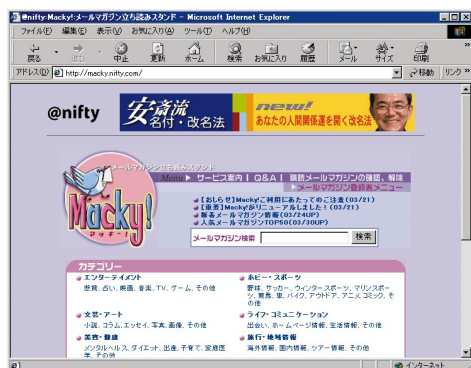 @nifty:Macky!:メールマガジン立ち読みスタンド - Microsoft Internet Explorer
ファイル(F) 編集(E) 表示(V) お気に入り(A) ツール(T) ヘルプ(H)
戻る 進む 中止 更新 ホーム 検索 お気に入り 履歴 メール サイズ 印刷
アドレス(D) http://macky.nifty.com/ 移動 リンク
@nifty
安斎流
名付・改名法
new!
あなたの人間関係運を開く改名法
メールマガジン立ち読みスタンド
Menu ▶ サービス案内 | Q&A | 購読メールマガジンの確認、解除
▶メールマガジン登録者メニュー
Macky!
マッキー!
【おしらせ】Macky!ご利用にあたってのご注意(03/21)
【重要】Macky!がリニューアルしました!(03/21)
新着メールマガジン情報(03/24UP)
人気メールマガジンTOP50(03/30UP)
メールマガジン検索 検索
カテゴリー
エンターテイメント
懸賞、占い、映画、音楽、TV、ゲーム、その他
ホビー・スポーツ
野球、サッカー、ウィンタースポーツ、マリンスポーツ、競馬、車、バイク、アウトドア、アニメ、コミック、その他
文芸・アート
小説、コラム、エッセイ、写真、画像、その他
ライフ・コミュニケーション
出会い、ホームページ情報、生活情報、その他
美容・健康
メンタルヘルス、ダイエット、出産、子育て、家庭医学、その他
旅行・地域情報
海外情報、国内情報、ツアー情報、その他
インターネット